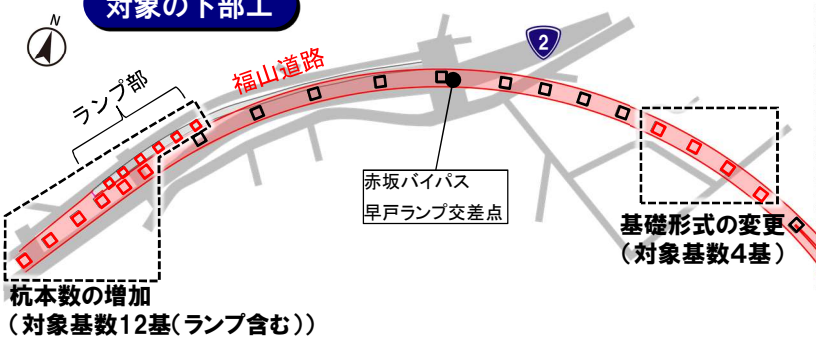 対象の下部工
N
2
福山道路
ランプ部
赤坂バイパス
早戸ランプ交差点
基礎形式の変更
（対象基数4基）
杭本数の増加
（対象基数12基(ランプ含む)）